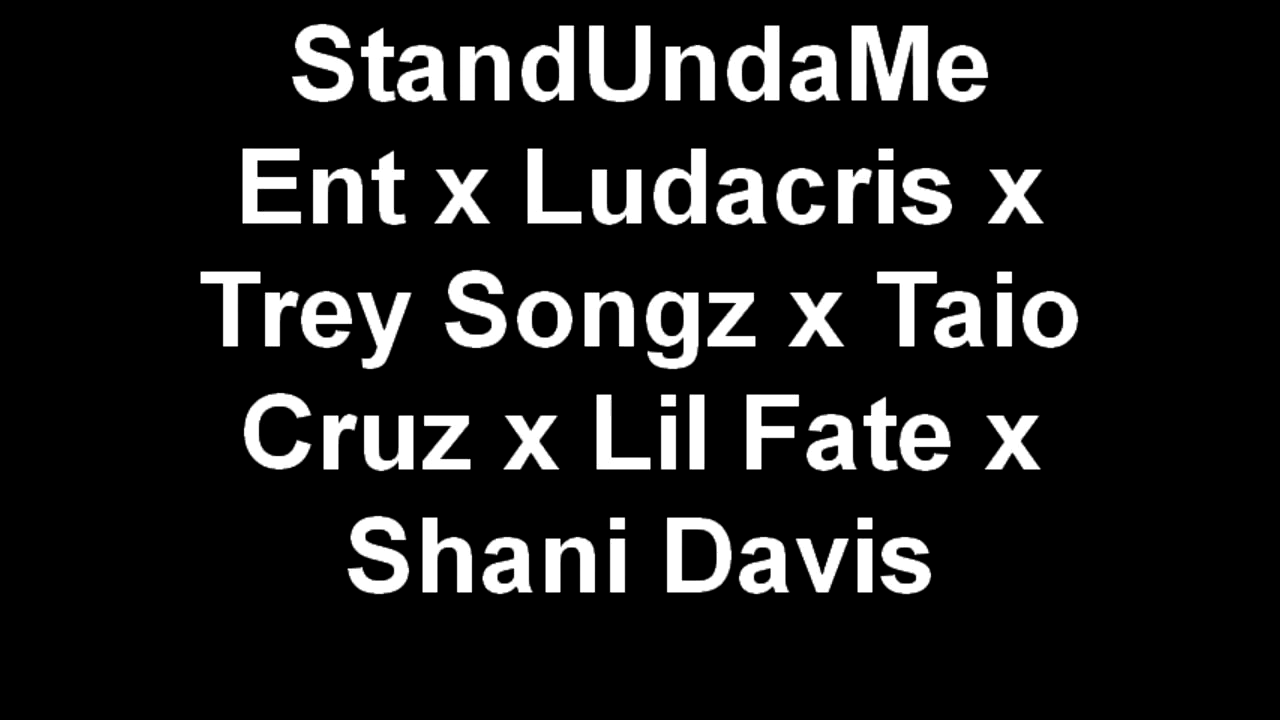 StandUndaMe
Ent x Ludacris x
Trey Songz x Taio
Cruz x Lil Fate x
Shani Davis